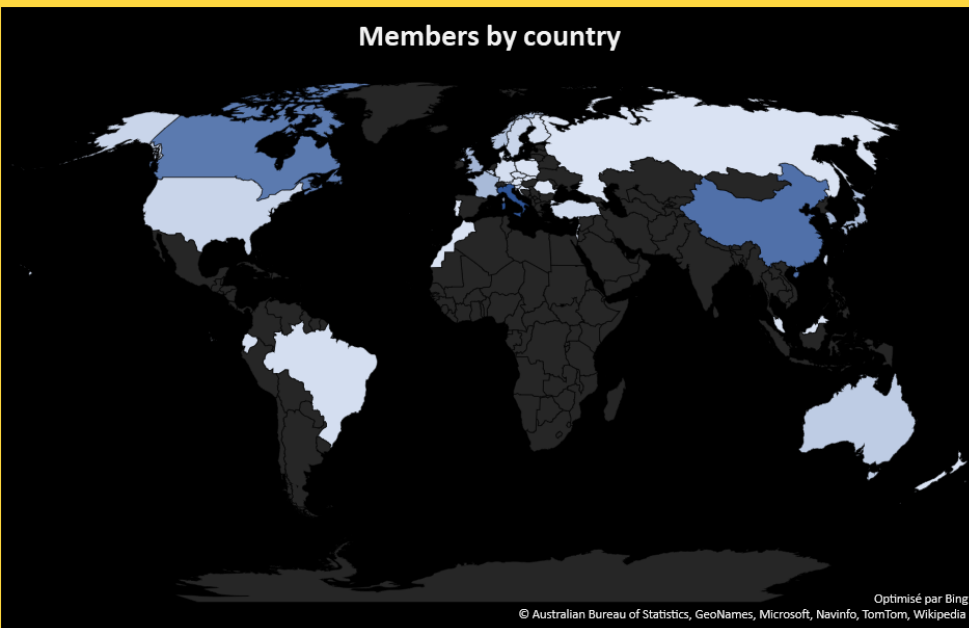 Members by country
Optimisé par Bing
© Australian Bureau of Statistics, GeoNames, Microsoft, Navinfo, TomTom, Wikipedia